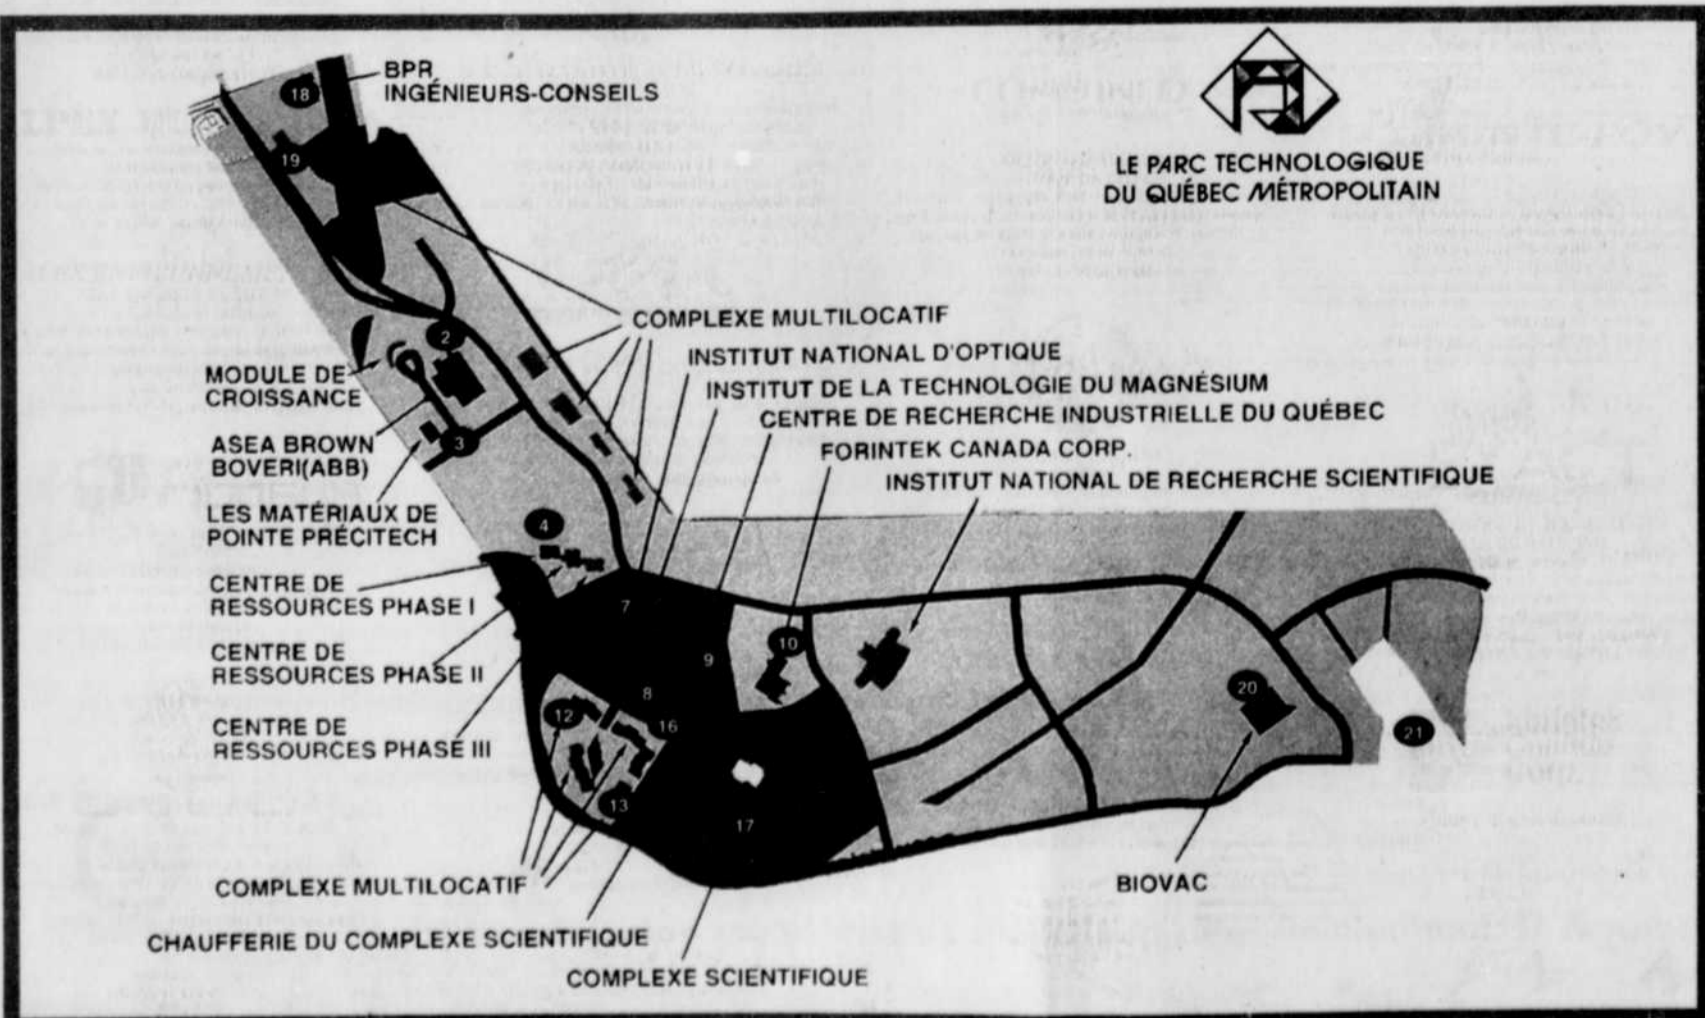 BPR
INGÉNIEURS-CONSEILS
LE PARC TECHNOLOGIQUE
DU QUÉBEC MÉTROPOLITAIN
18
19
COMPLEXE MULTILOCATIF
INSTITUT NATIONAL D'OPTIQUE
INSTITUT DE LA TECHNOLOGIE DU MAGNÉSIUM
CENTRE DE RECHERCHE INDUSTRIELLE DU QUÉBEC
FORINTEK CANADA CORP.
INSTITUT NATIONAL DE RECHERCHE SCIENTIFIQUE
2
MODULE DE
CROISSANCE
3
ASEA BROWN
BOVERI(ABB)
LES MATÉRIAUX DE
POINTE PRÉCITECH
4
CENTRE DE
RESSOURCES PHASE I
CENTRE DE
RESSOURCES PHASE II
CENTRE DE
RESSOURCES PHASE III
7
9
10
8
12
16
13
17
20
21
COMPLEXE MULTILOCATIF
BIOVAC
CHAUFFERIE DU COMPLEXE SCIENTIFIQUE
COMPLEXE SCIENTIFIQUE